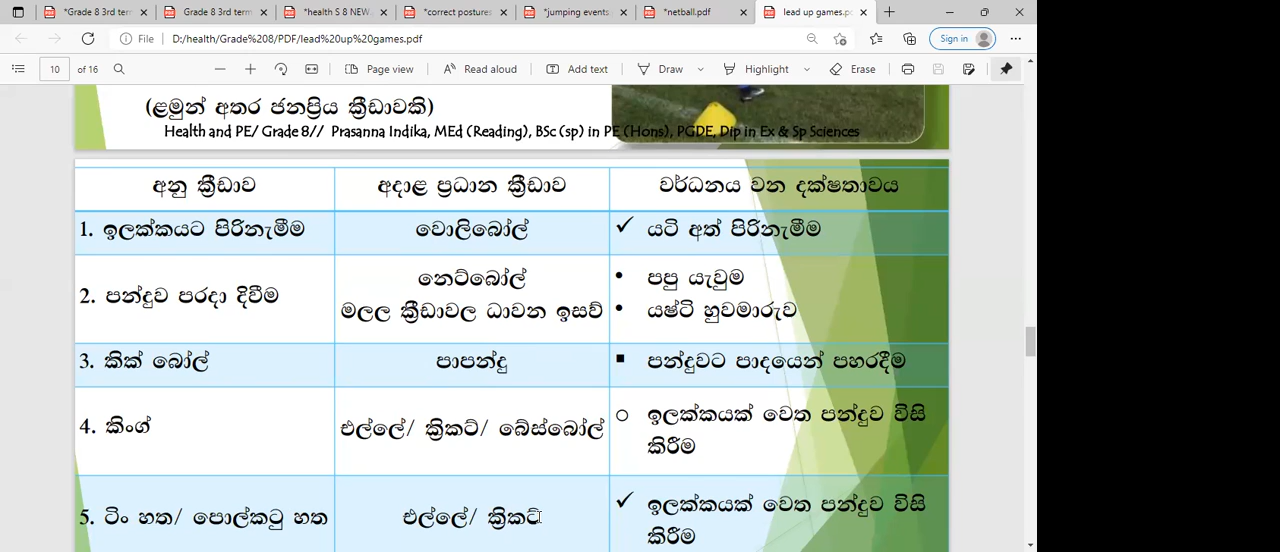 *Grade 8 3rd term
Grade 8 3rd term
*health S 8 NEW
*correct posture
*jumping events
*netball.pdf
lead up games.p
File D:/health/Grade%208/PDF/lead%20up%20games.pdf
Sign in
10 of 16
Page view
Read aloud
Add text
Draw
Highlight
Erase
(ළමුන් අතර ජනප්‍රිය ක්‍රීඩාවකි)
Health and PE/ Grade 8// Prasanna Indika, MEd (Reading), BSc (sp) in PE (Hons), PGDE, Dip in Ex & Sp Sciences
අනු ක්‍රීඩාව
අදාළ ප්‍රධාන ක්‍රීඩාව
වර්ධනය වන දක්ෂතාවය
1. ඉලක්කයට පිරිනැමීම
වොලිබෝල්
✓ යටි අත් පිරිනැමීම
2. පන්දුව පරදා දිවීම
නෙට්බෝල්
මලල ක්‍රීඩාවල ධාවන ඉසව්
• පපු යැවුම
• යෂ්ටි හුවමාරුව
3. කික් බෝල්
පාපන්දු
▪ පන්දුවට පාදයෙන් පහරදීම
4. කිංග්
එල්ලේ/ ක්‍රිකට්/ බේස්බෝල්
○ ඉලක්කයක් වෙත පන්දුව විසි
කිරීම
5. ටිං හත/ පොල්කටු හත
එල්ලේ/ ක්‍රිකට්
✓ ඉලක්කයක් වෙත පන්දුව විසි
කිරීම